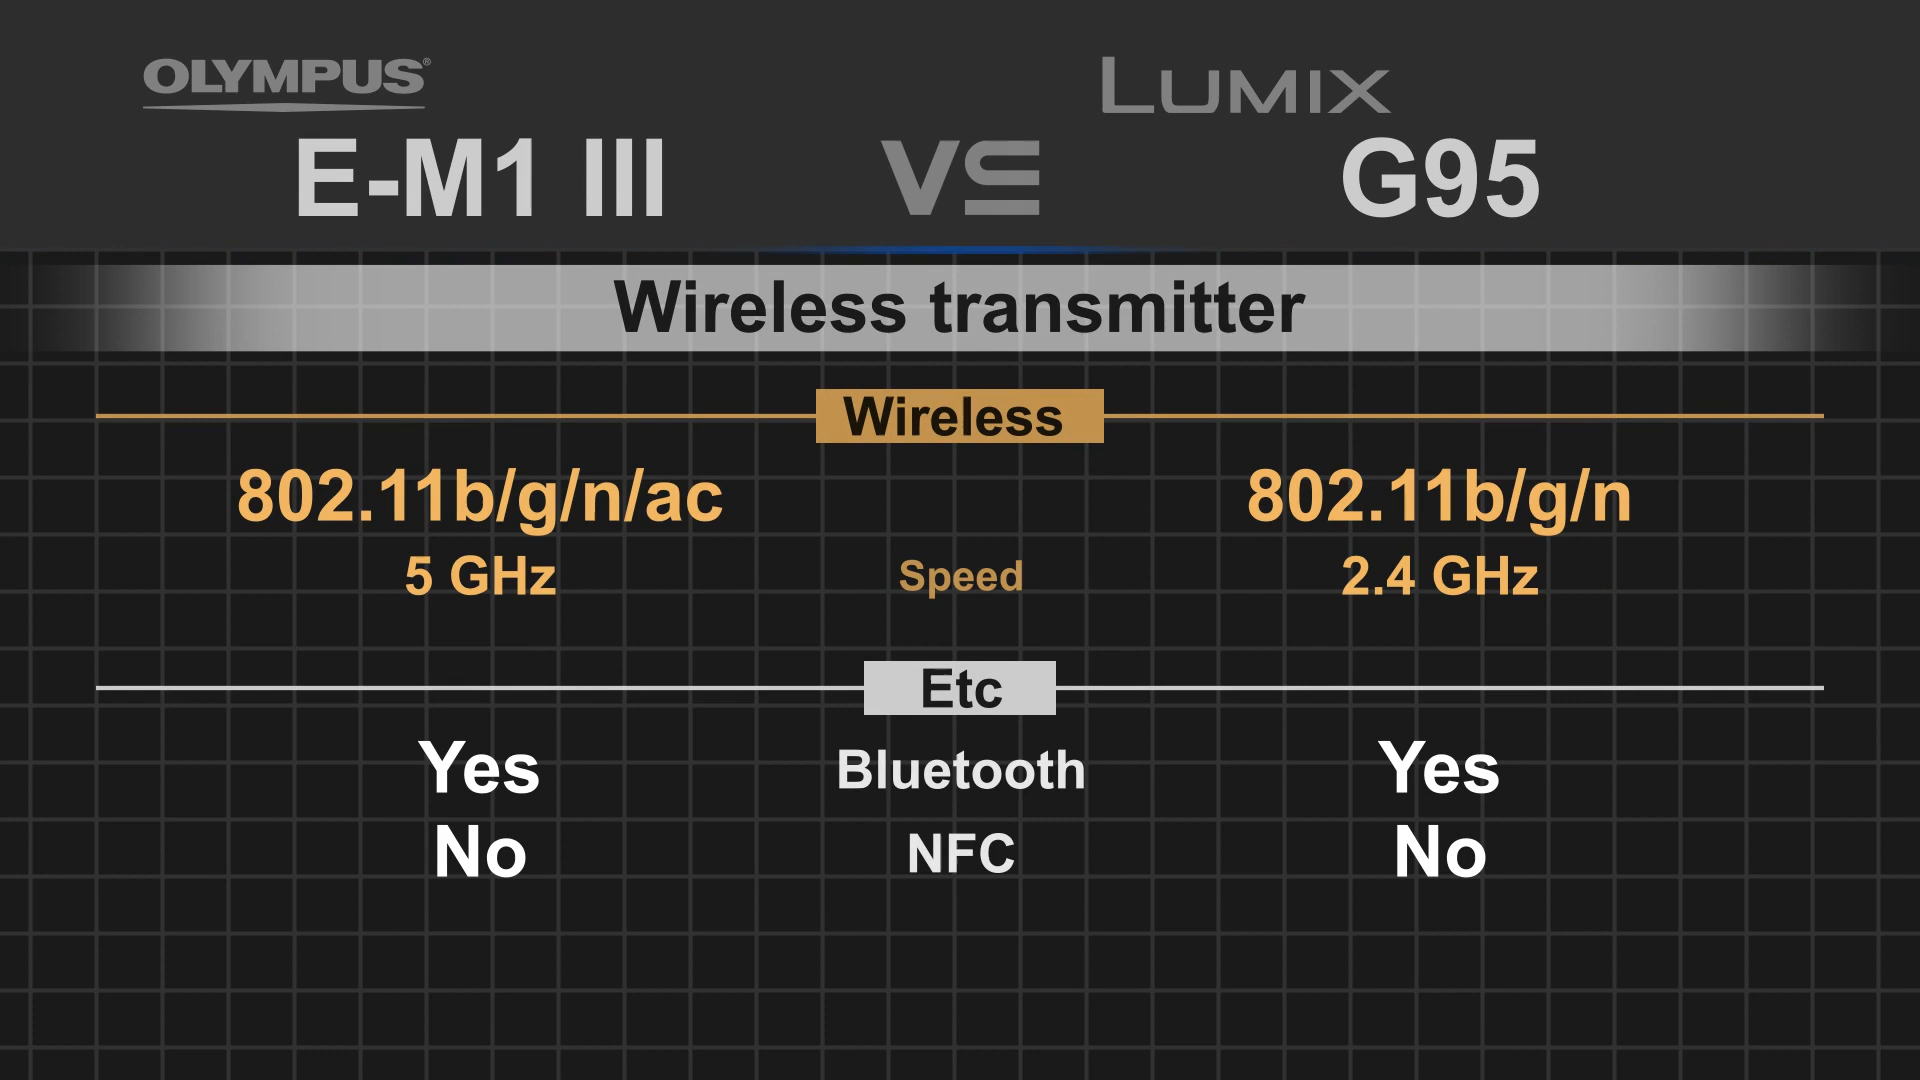 OLYMPUS®
LUMIX
E-M1 III VS G95
Wireless transmitter
Wireless
802.11b/g/n/ac 802.11b/g/n
5 GHz Speed 2.4 GHz
Etc
Yes Bluetooth Yes
No NFC No